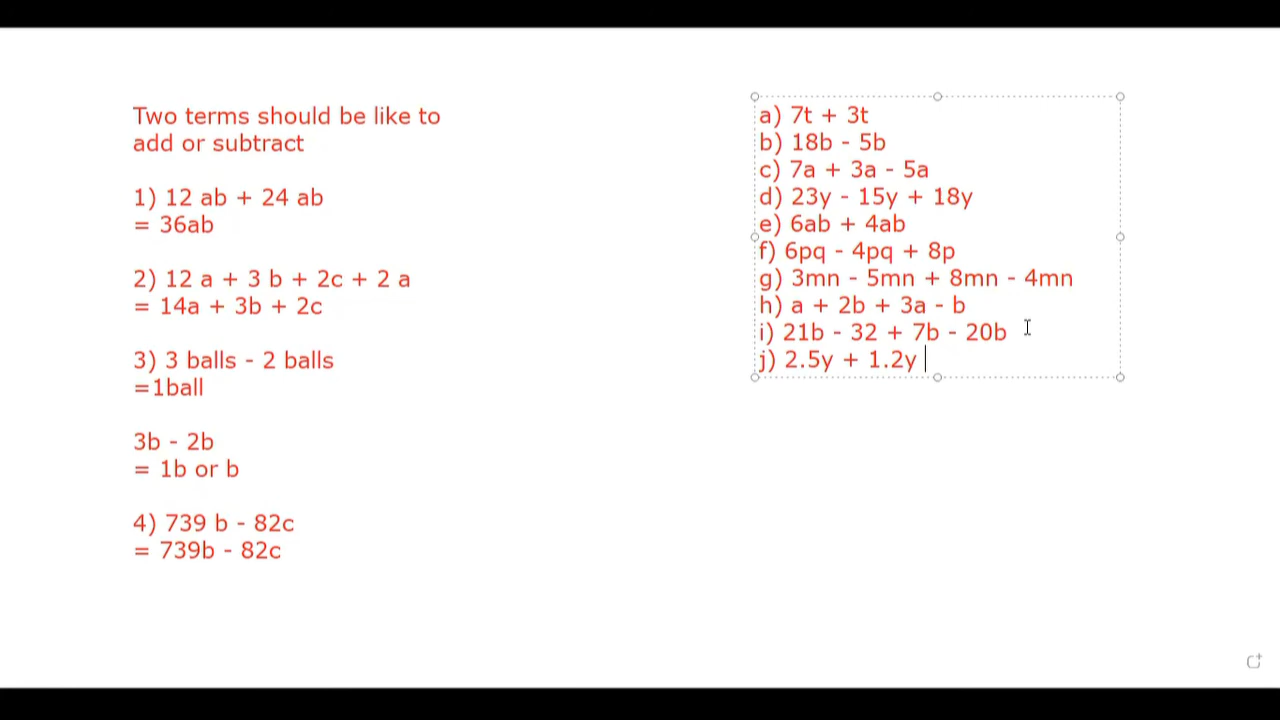 Two terms should be like to
add or subtract
1) 12 ab + 24 ab
= 36ab
2) 12 a + 3 b + 2c + 2 a
= 14a + 3b + 2c
3) 3 balls - 2 balls
=1ball
3b - 2b
= 1b or b
4) 739 b - 82c
= 739b - 82c
a) 7t + 3t
b) 18b - 5b
c) 7a + 3a - 5a
d) 23y - 15y + 18y
e) 6ab + 4ab
f) 6pq - 4pq + 8p
g) 3mn - 5mn + 8mn - 4mn
h) a + 2b + 3a - b
i) 21b - 32 + 7b - 20b
j) 2.5y + 1.2y